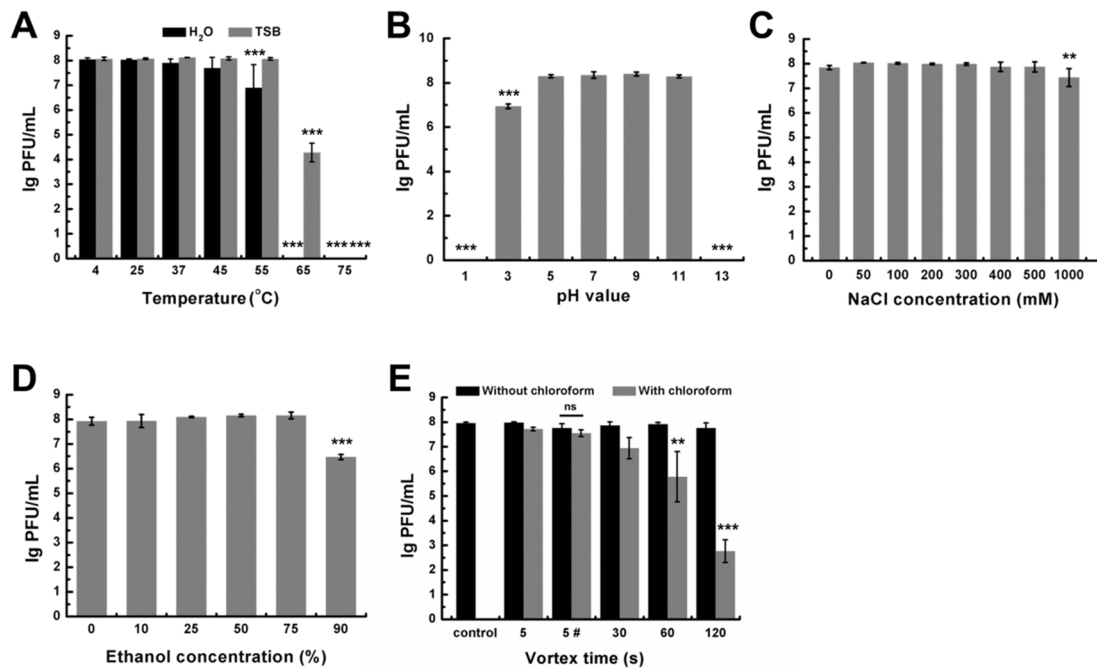 A
H₂O TSB
9
8
7
6
5
4
3
2
1
0
lg PFU/mL
***
***
***
*** ***
4 25 37 45 55 65 75
Temperature (°C)
B
10
8
6
4
2
0
lg PFU/mL
***
***
***
1 3 5 7 9 11 13
pH value
C
9
8
7
6
5
4
3
2
1
0
lg PFU/mL
**
0 50 100 200 300 400 500 1000
NaCl concentration (mM)
D
9
8
7
6
5
4
3
2
1
0
lg PFU/mL
***
0 10 25 50 75 90
Ethanol concentration (%)
E
Without chloroform With chloroform
9
8
7
6
5
4
3
2
1
0
lg PFU/mL
ns
**
***
control 5 5 # 30 60 120
Vortex time (s)